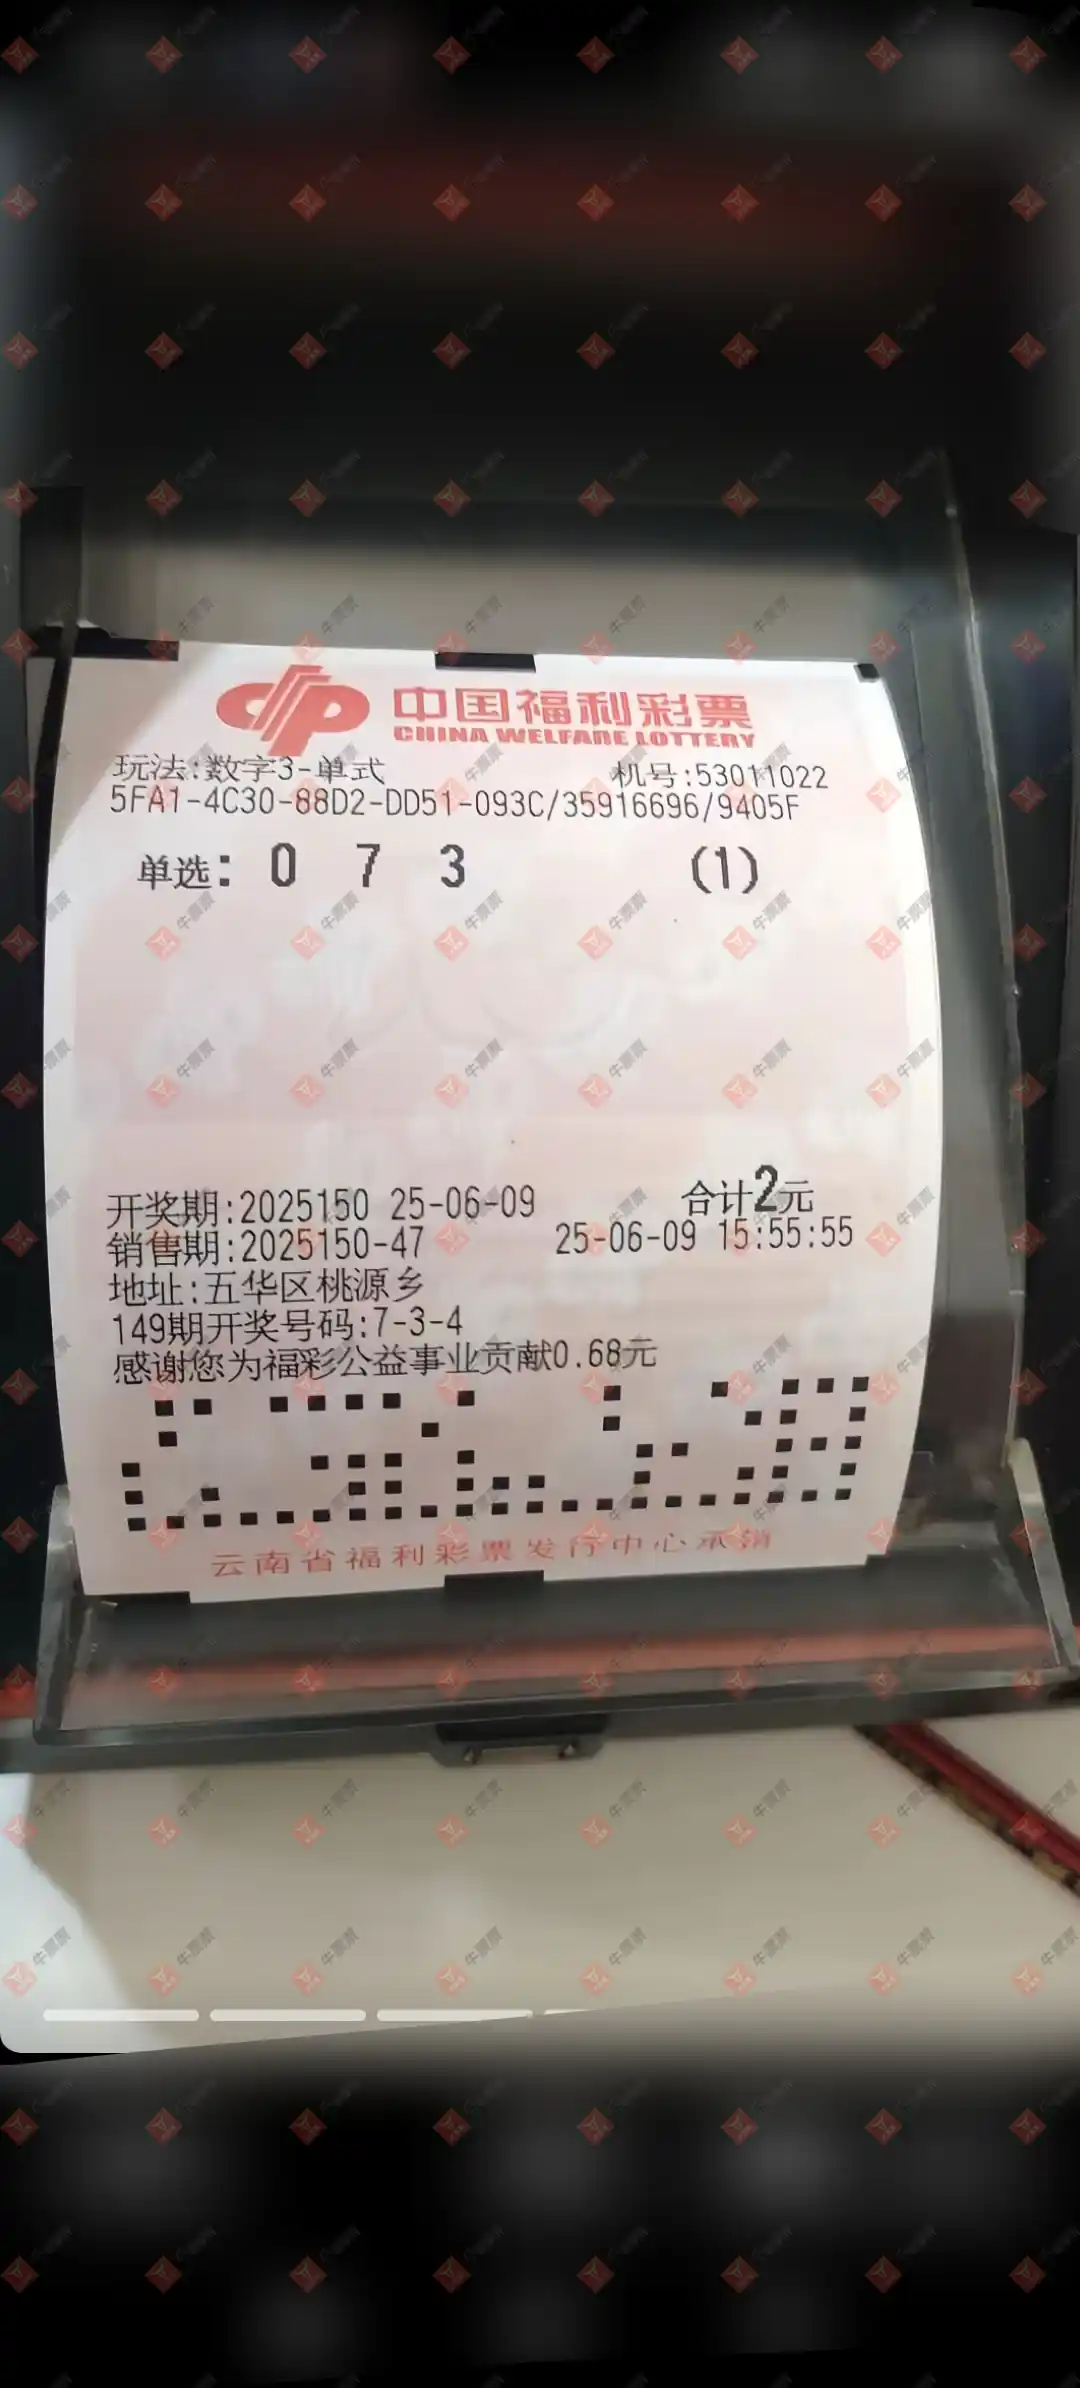 中国福利彩票
CHINA WELFARE LOTTERY
玩法:数字3-单式 机号:53011022
5FA1-4C30-88D2-DD51-093C/35916696/9405F
单选: 0 7 3 (1)
开奖期:2025150 25-06-09 合计2元
销售期:2025150-47 25-06-09 15:55:55
地址:五华区桃源乡
149期开奖号码:7-3-4
感谢您为福彩公益事业贡献0.68元
云南省福利彩票发行中心承销
牛票票